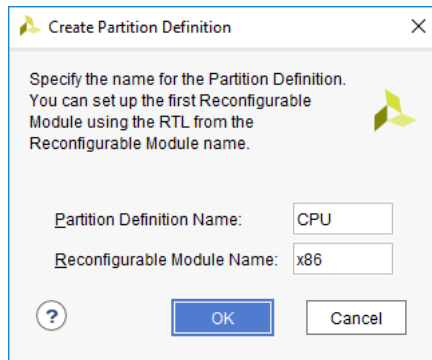 Create Partition Definition
Specify the name for the Partition Definition.
You can set up the first Reconfigurable
Module using the RTL from the
Reconfigurable Module name.
Partition Definition Name: CPU
Reconfigurable Module Name: x86
? OK Cancel